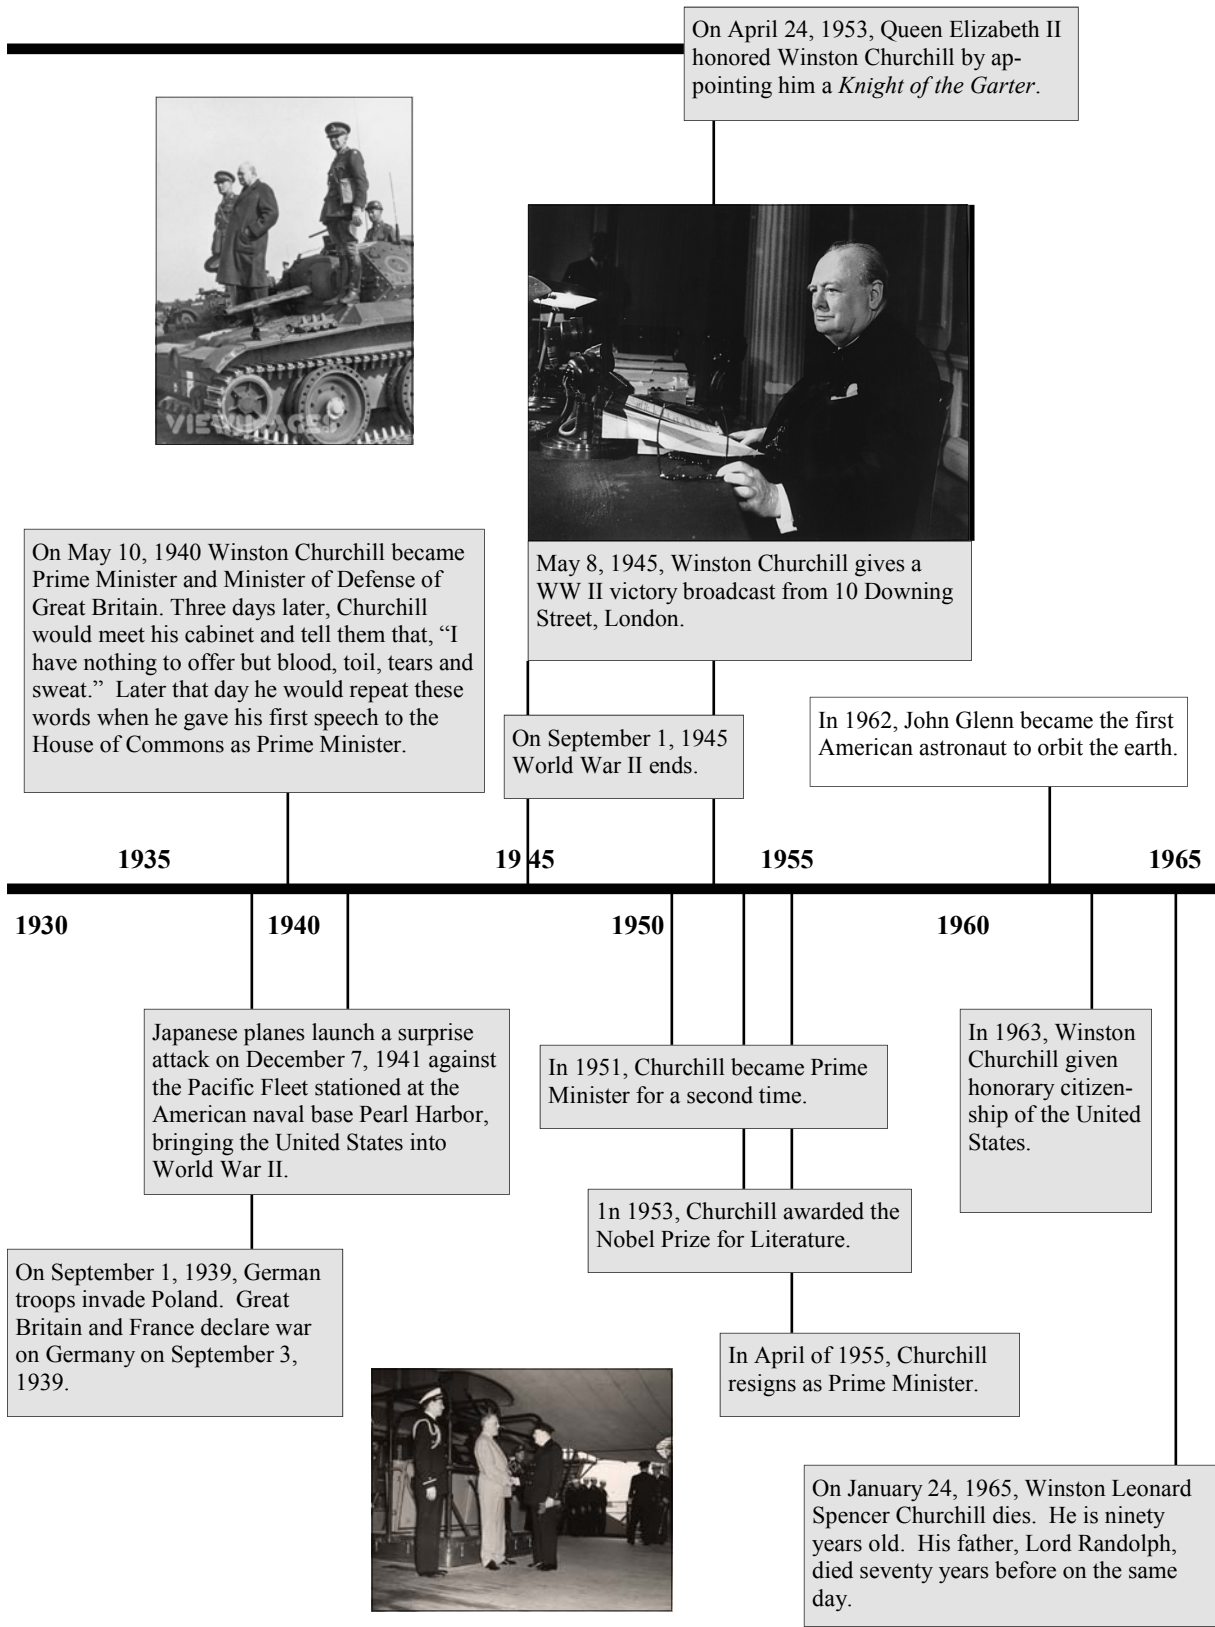 On April 24, 1953, Queen Elizabeth II
honored Winston Churchill by ap-
pointing him a Knight of the Garter.
VIEW IMAGES
On May 10, 1940 Winston Churchill became
Prime Minister and Minister of Defense of
Great Britain. Three days later, Churchill
would meet his cabinet and tell them that, “I
have nothing to offer but blood, toil, tears and
sweat.”  Later that day he would repeat these
words when he gave his first speech to the
House of Commons as Prime Minister.
May 8, 1945, Winston Churchill gives a
WW II victory broadcast from 10 Downing
Street, London.
On September 1, 1945
World War II ends.
In 1962, John Glenn became the first
American astronaut to orbit the earth.
1935 1945 1955 1965
1930 1940 1950 1960
Japanese planes launch a surprise
attack on December 7, 1941 against
the Pacific Fleet stationed at the
American naval base Pearl Harbor,
bringing the United States into
World War II.
In 1951, Churchill became Prime
Minister for a second time.
In 1963, Winston
Churchill given
honorary citizen-
ship of the United
States.
1n 1953, Churchill awarded the
Nobel Prize for Literature.
On September 1, 1939, German
troops invade Poland.  Great
Britain and France declare war
on Germany on September 3,
1939.
In April of 1955, Churchill
resigns as Prime Minister.
On January 24, 1965, Winston Leonard
Spencer Churchill dies.  He is ninety
years old.  His father, Lord Randolph,
died seventy years before on the same
day.